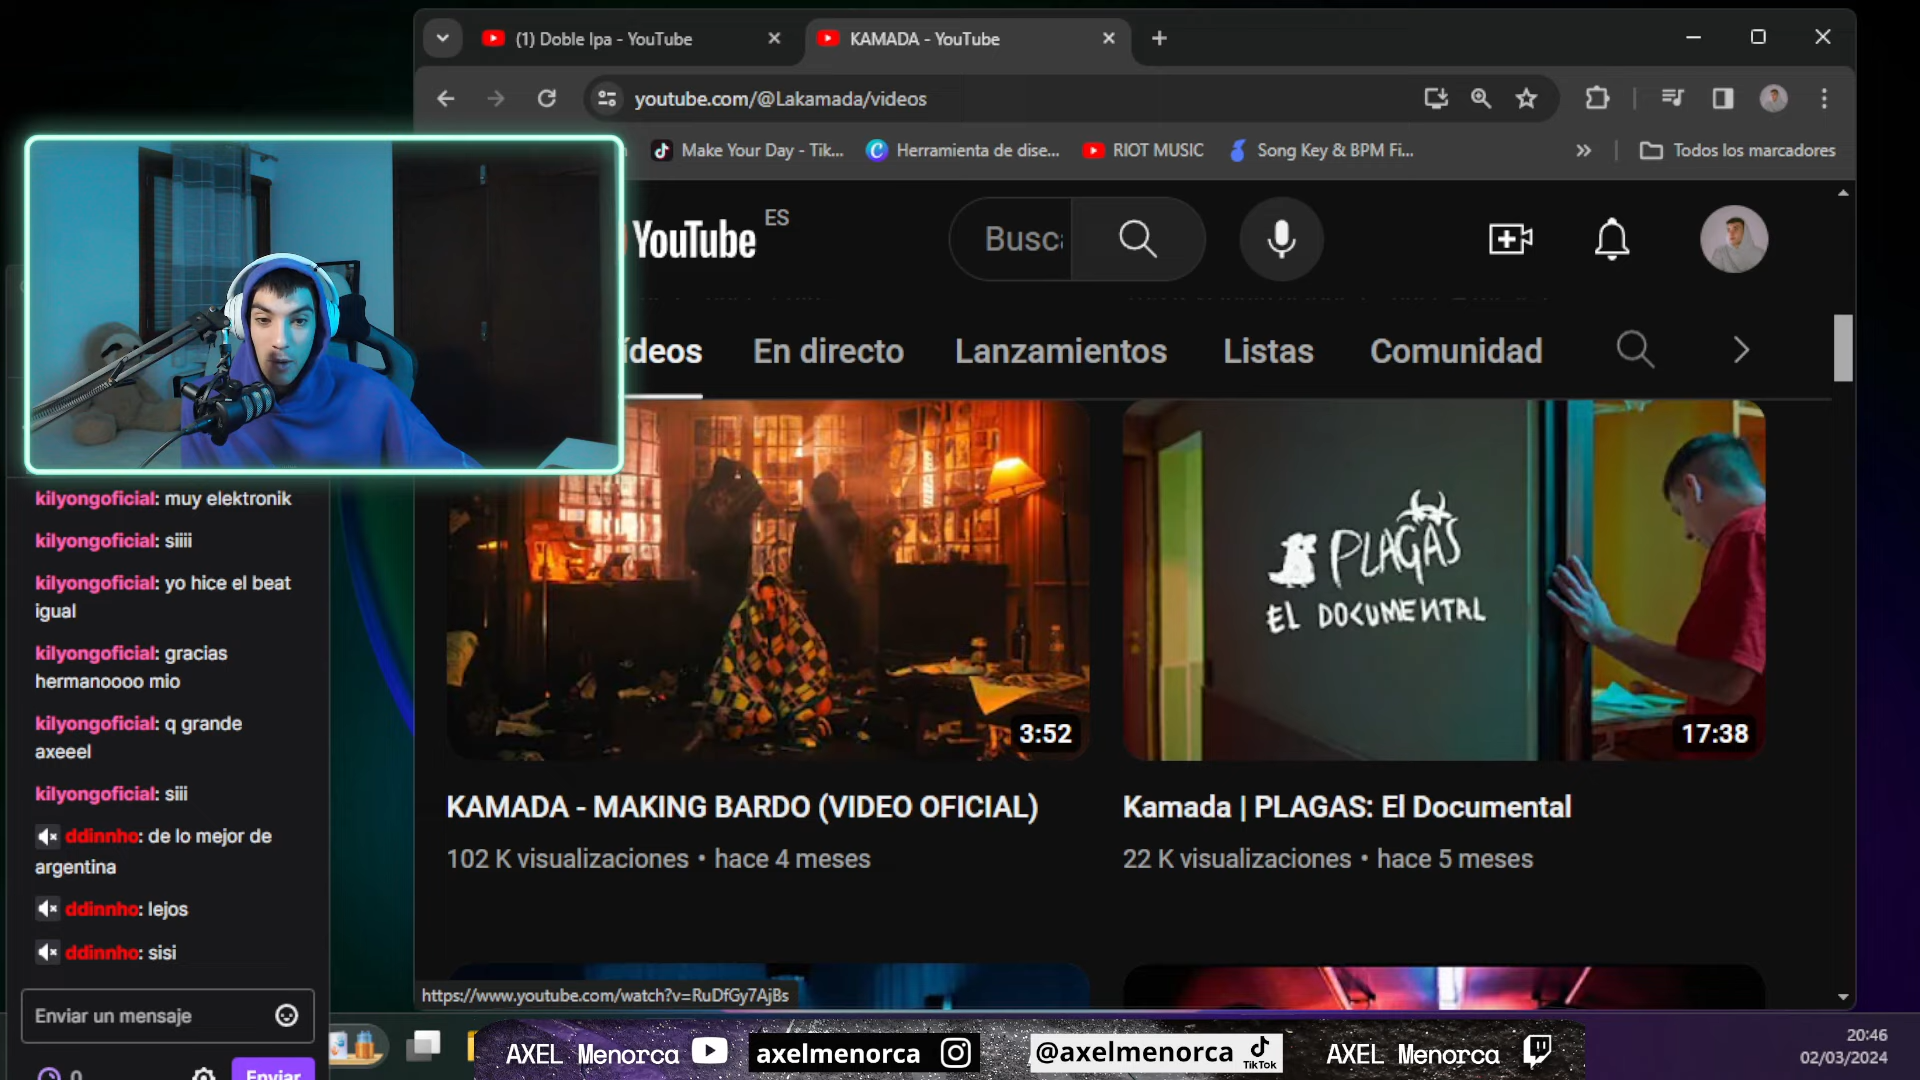 (1) Doble Ipa - YouTube
KAMADA - YouTube
youtube.com/@Lakamada/videos
Make Your Day - Tik...
Herramienta de dise...
RIOT MUSIC
Song Key & BPM Fi...
Todos los marcadores
YouTube ES
Busc
ídeos
En directo
Lanzamientos
Listas
Comunidad
PLAGAS
EL DOCUMENTAL
3:52
17:38
KAMADA - MAKING BARDO (VIDEO OFICIAL)
102 K visualizaciones • hace 4 meses
Kamada | PLAGAS: El Documental
22 K visualizaciones • hace 5 meses
kilyongoficial: muy elektronik
kilyongoficial: siiii
kilyongoficial: yo hice el beat
igual
kilyongoficial: gracias
hermanoooo mio
kilyongoficial: q grande
axeeel
kilyongoficial: siii
ddinnho: de lo mejor de
argentina
ddinnho: lejos
ddinnho: sisi
Enviar un mensaje
0
Enviar
https://www.youtube.com/watch?v=RuDfGy7AjBs
AXEL Menorca
axelmenorca
@axelmenorca
TikTok
AXEL Menorca
20:46
02/03/2024